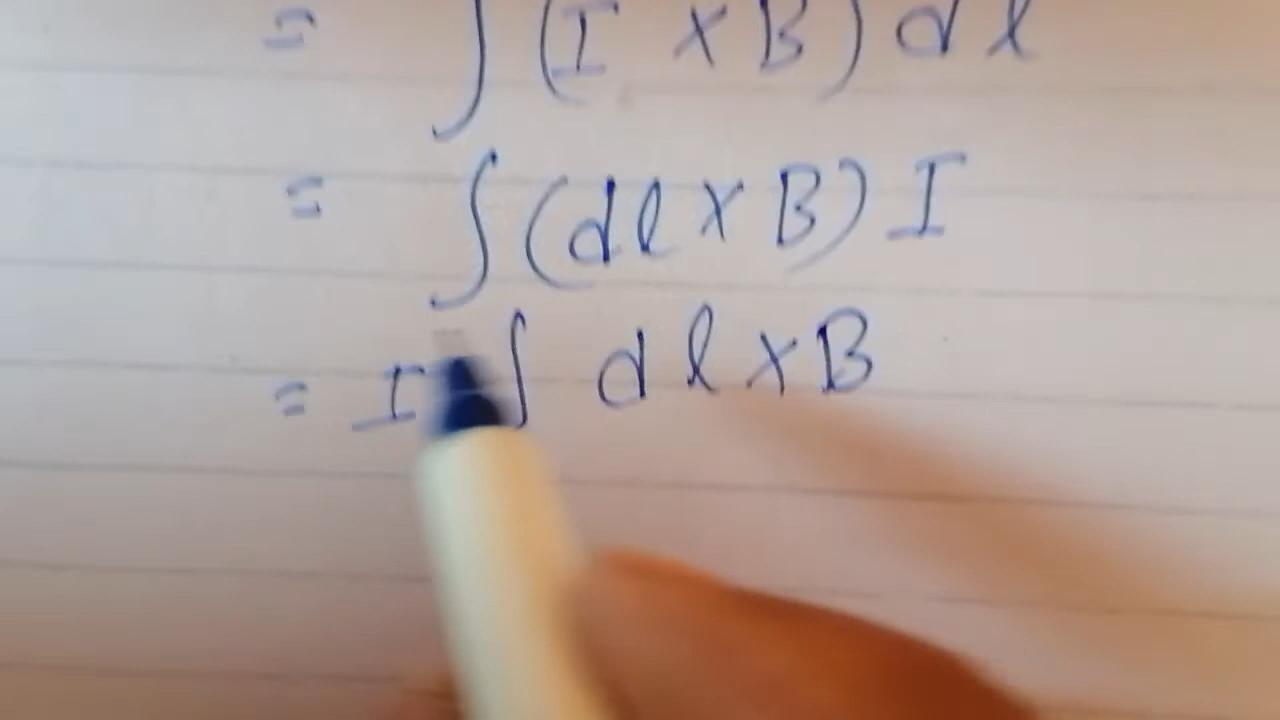 = ∫ (I × B) dl
= ∫ (dl × B) I
= I ∫ dl × B